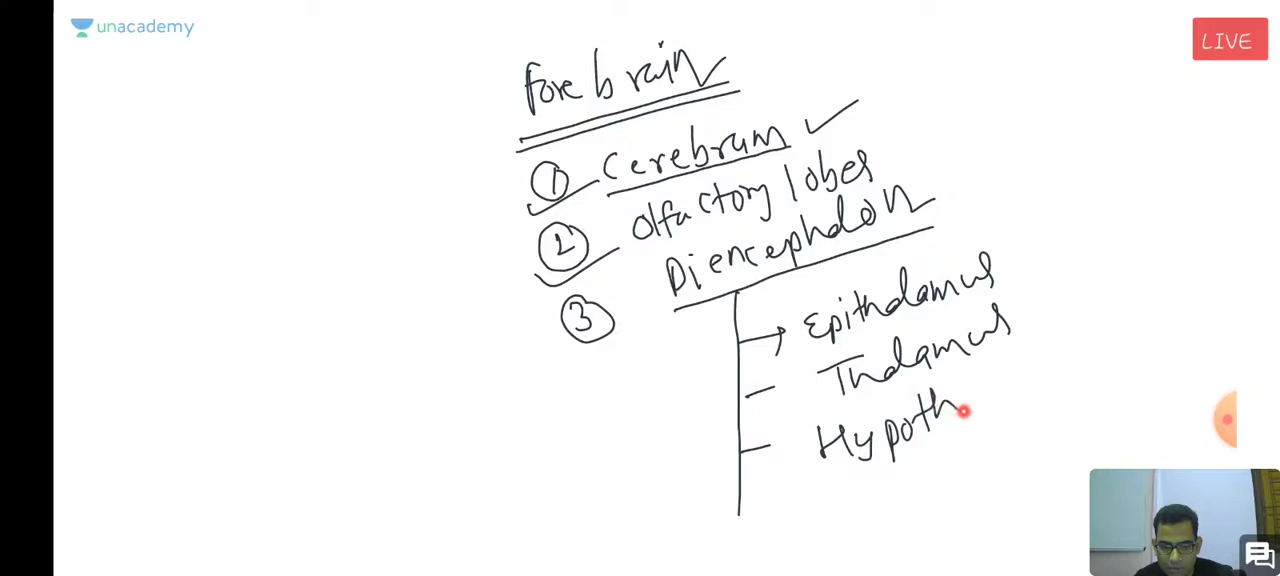 unacademy
LIVE
Forebrain
1 Cerebrum
2 Olfactory lobes
3 Diencephalon
Epithalamus
Thalamus
Hypoth